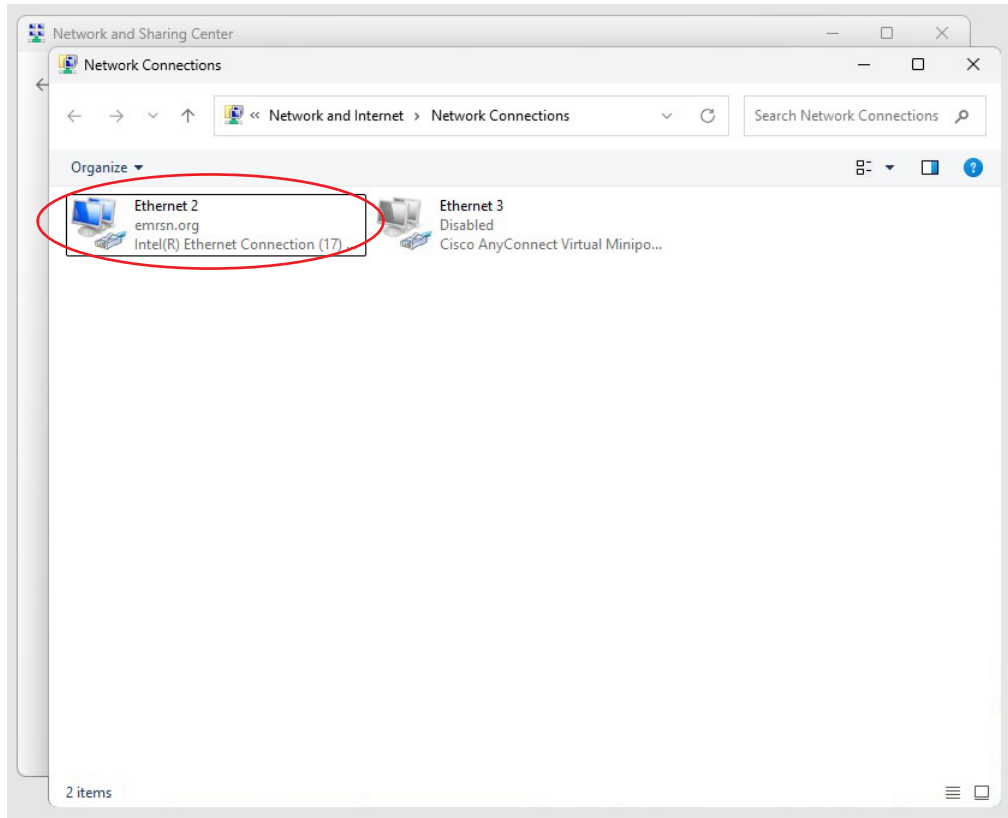 Network and Sharing Center
Network Connections
« Network and Internet > Network Connections
Search Network Connections
Organize
Ethernet 2
emrsn.org
Intel(R) Ethernet Connection (17) ...
Ethernet 3
Disabled
Cisco AnyConnect Virtual Minipo...
2 items